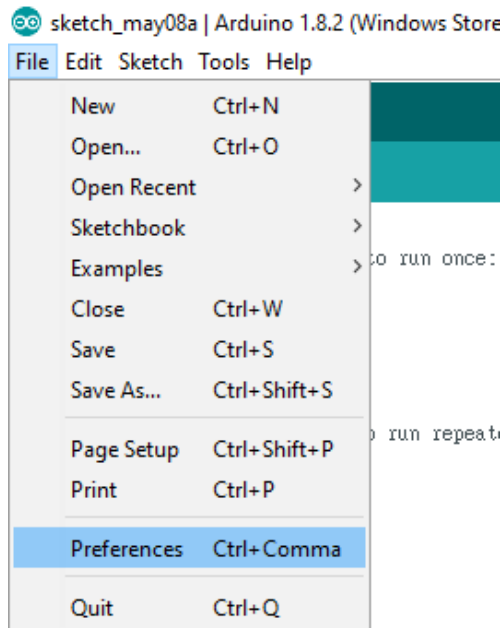 sketch_may08a | Arduino 1.8.2 (Windows Store
File Edit Sketch Tools Help
New Ctrl+N
Open... Ctrl+O
Open Recent
Sketchbook
to run once:
Examples
Close Ctrl+W
Save Ctrl+S
Save As... Ctrl+Shift+S
run repeat
Page Setup Ctrl+Shift+P
Print Ctrl+P
Preferences Ctrl+Comma
Quit Ctrl+Q